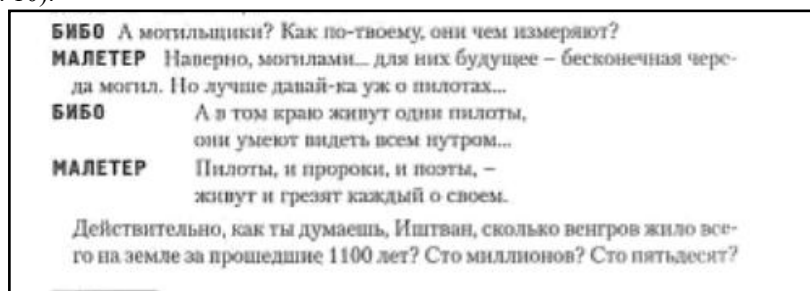 БИБО А могильщики? Как по-твоему, они чем измеряют?
МАЛЕТЕР Наверно, могилами... для них будущее – бесконечная чере-
да могил. Но лучше давай-ка уж о пилотах...
БИБО А в том краю живут одни пилоты,
они умеют видеть всем нутром...
МАЛЕТЕР Пилоты, и пророки, и поэты, –
живут и грезят каждый о своем.
Действительно, как ты думаешь, Иштван, сколько венгров жило все-
го на земле за прошедшие 1100 лет? Сто миллионов? Сто пятьдесят?